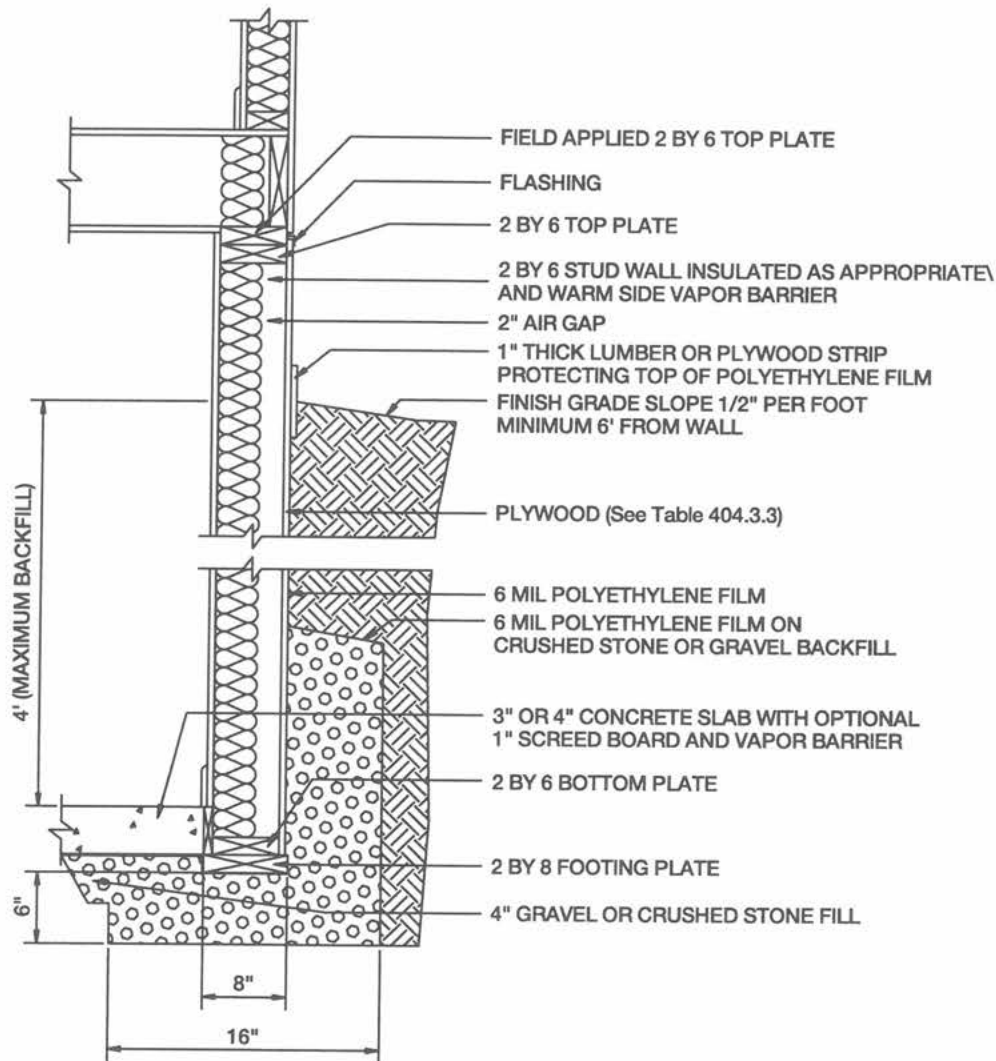 FIELD APPLIED 2 BY 6 TOP PLATE
FLASHING
2 BY 6 TOP PLATE
2 BY 6 STUD WALL INSULATED AS APPROPRIATE\
AND WARM SIDE VAPOR BARRIER
2" AIR GAP
1" THICK LUMBER OR PLYWOOD STRIP
PROTECTING TOP OF POLYETHYLENE FILM
FINISH GRADE SLOPE 1/2" PER FOOT
MINIMUM 6' FROM WALL
PLYWOOD (See Table 404.3.3)
4' (MAXIMUM BACKFILL)
6 MIL POLYETHYLENE FILM
6 MIL POLYETHYLENE FILM ON
CRUSHED STONE OR GRAVEL BACKFILL
3" OR 4" CONCRETE SLAB WITH OPTIONAL
1" SCREED BOARD AND VAPOR BARRIER
2 BY 6 BOTTOM PLATE
2 BY 8 FOOTING PLATE
6"
4" GRAVEL OR CRUSHED STONE FILL
8"
16"